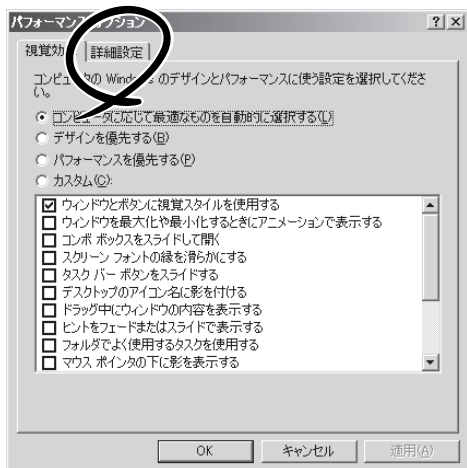 パフォーマンス オプション
視覚効果
詳細設定
コンピュータの Windows のデザインとパフォーマンスに使う設定を選択してくださ
い。
コンピュータに応じて最適なものを自動的に選択する(L)
デザインを優先する(B)
パフォーマンスを優先する(P)
カスタム(C):
ウィンドウとボタンに視覚スタイルを使用する
ウィンドウを最大化や最小化するときにアニメーションで表示する
コンボ ボックスをスライドして開く
スクリーン フォントの縁を滑らかにする
タスク バー ボタンをスライドする
デスクトップのアイコン名に影を付ける
ドラッグ中にウィンドウの内容を表示する
ヒントをフェードまたはスライドで表示する
フォルダでよく使用するタスクを使用する
マウス ポインタの下に影を表示する
OK
キャンセル
適用(A)